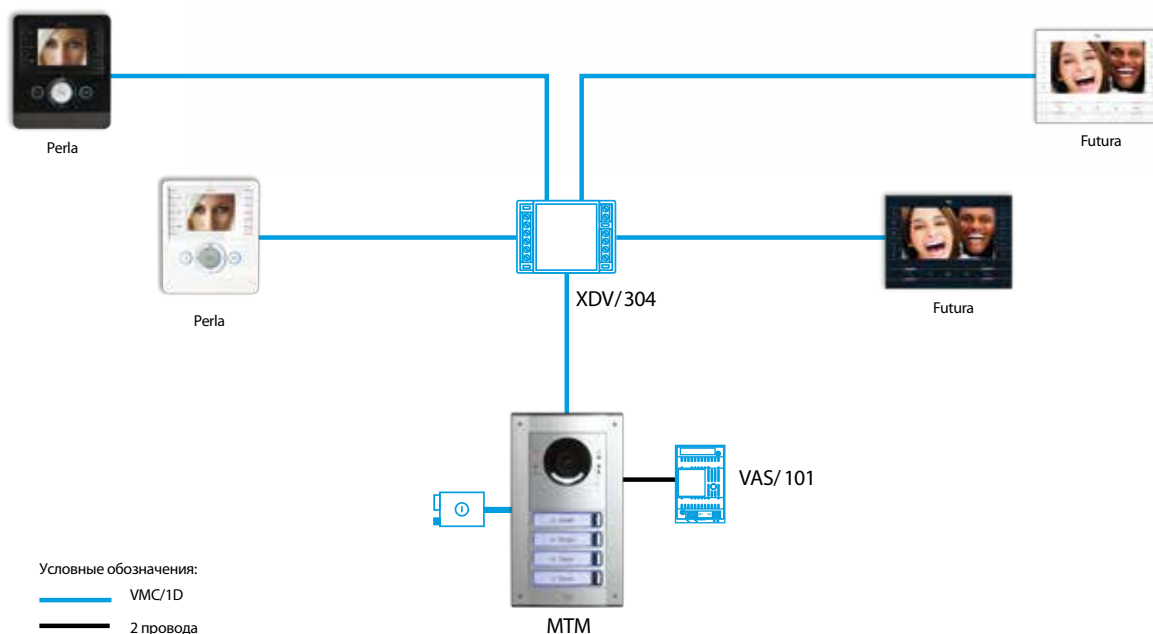 Perla
Futura
Perla
XDV/304
Futura
VAS/101
Условные обозначения:
VMC/1D
2 провода
MTM